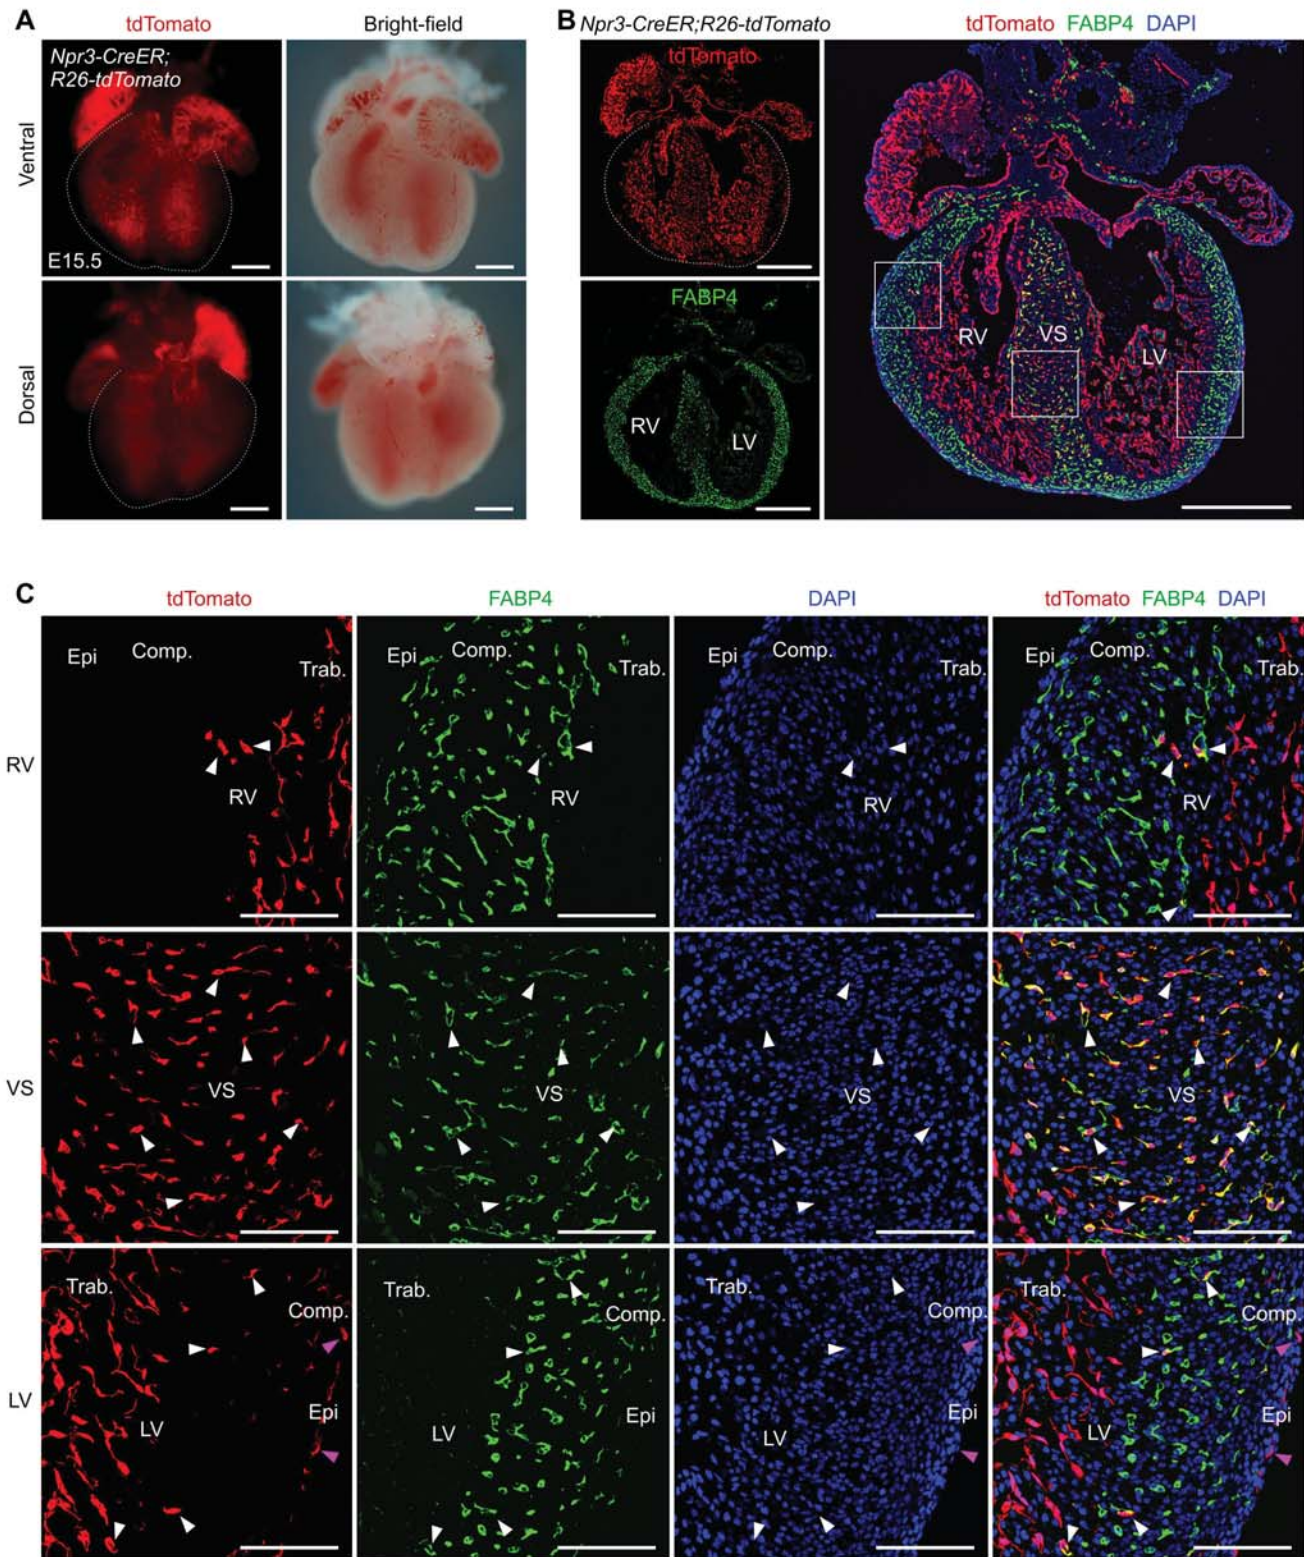 A
tdTomato
Bright-field
Npr3-CreER;
R26-tdTomato
Ventral
E15.5
Dorsal
B
Npr3-CreER;R26-tdTomato
tdTomato
FABP4
RV
LV
tdTomato FABP4 DAPI
RV
VS
LV
C
tdTomato
FABP4
DAPI
tdTomato FABP4 DAPI
RV
Epi
Comp.
Trab.
RV
Epi
Comp.
Trab.
RV
Epi
Comp.
Trab.
RV
Epi
Comp.
Trab.
RV
VS
VS
VS
VS
VS
LV
Trab.
Comp.
LV
Epi
Trab.
Comp.
LV
Epi
Trab.
Comp.
LV
Epi
Trab.
Comp.
LV
Epi